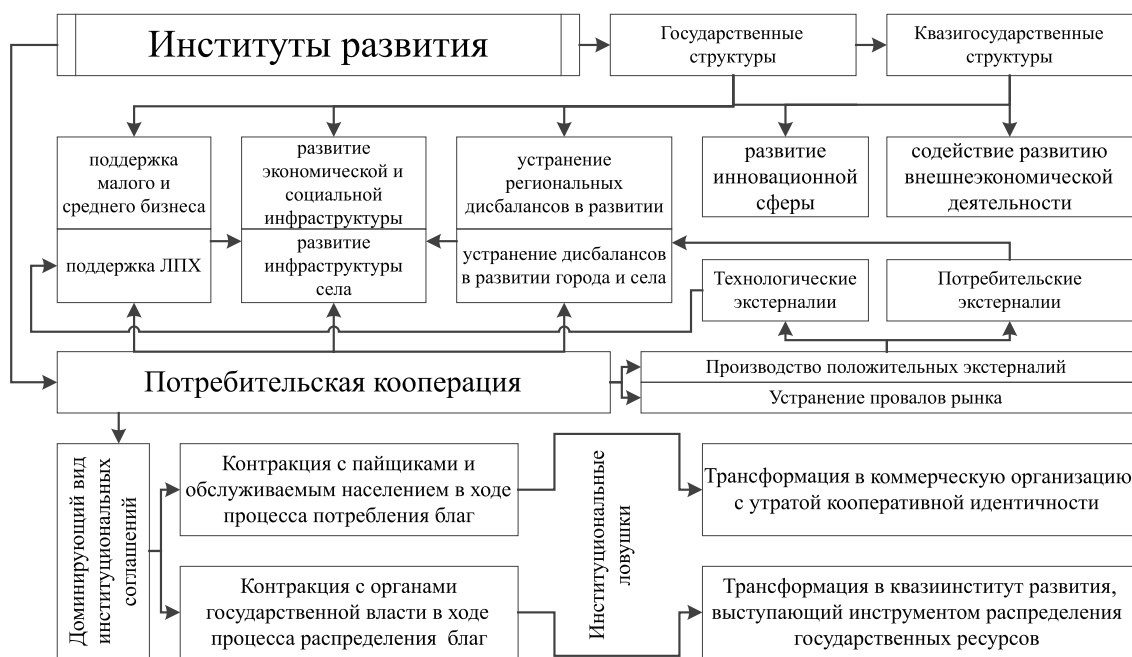 Институты развития
Государственные
структуры
Квазигосударственные
структуры
поддержка
малого и
среднего бизнеса
развитие
экономической и
социальной
инфраструктуры
устранение
региональных
дисбалансов в развитии
развитие
инновационной
сферы
содействие развитию
внешнеэкономической
деятельности
поддержка ЛПХ
развитие
инфраструктуры
села
устранение дисбалансов
в развитии города и села
Технологические
экстерналии
Потребительские
экстерналии
Потребительская кооперация
Производство положительных экстерналий
Устранение провалов рынка
Доминирующий вид
институциональных
соглашений
Контракция с пайщиками и
обслуживаемым населением в ходе
процесса потребления благ
Контракция с органами
государственной власти в ходе
процесса распределения благ
Институциональные
ловушки
Трансформация в коммерческую организацию
с утратой кооперативной идентичности
Трансформация в квазиинститут развития,
выступающий инструментом распределения
государственных ресурсов